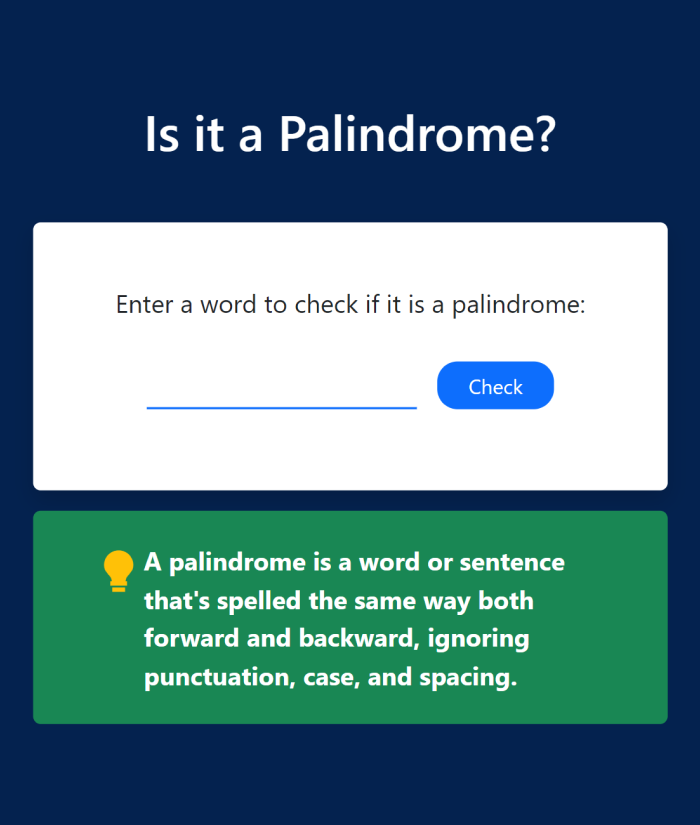 Is it a Palindrome?
Enter a word to check if it is a palindrome:
Check
A palindrome is a word or sentence
that's spelled the same way both
forward and backward, ignoring
punctuation, case, and spacing.